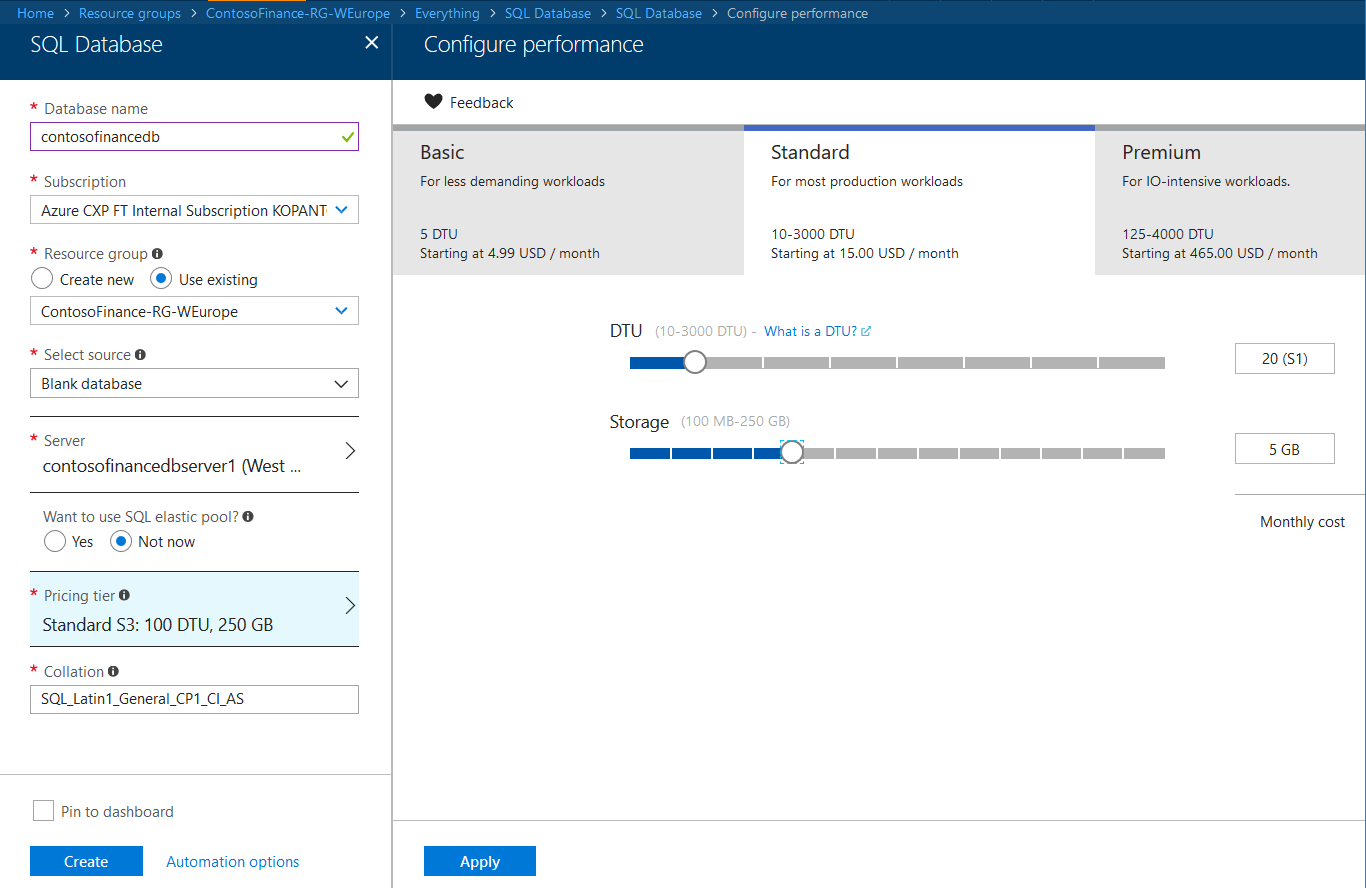 Home > Resource groups > ContosoFinance-RG-WEurope > Everything > SQL Database > SQL Database > Configure performance
SQL Database
Configure performance
* Database name
contosofinancedb
* Subscription
Azure CXP FT Internal Subscription KOPANT
* Resource group
Create new
Use existing
ContosoFinance-RG-WEurope
* Select source
Blank database
* Server
contosofinancedbserver1 (West ...
Want to use SQL elastic pool?
Yes
Not now
* Pricing tier
Standard S3: 100 DTU, 250 GB
* Collation
SQL_Latin1_General_CP1_CI_AS
Pin to dashboard
Create
Automation options
Feedback
Basic
For less demanding workloads
5 DTU
Starting at 4.99 USD / month
Standard
For most production workloads
10-3000 DTU
Starting at 15.00 USD / month
Premium
For IO-intensive workloads.
125-4000 DTU
Starting at 465.00 USD / month
DTU (10-3000 DTU) - What is a DTU?
20 (S1)
Storage (100 MB-250 GB)
5 GB
Monthly cost
Apply